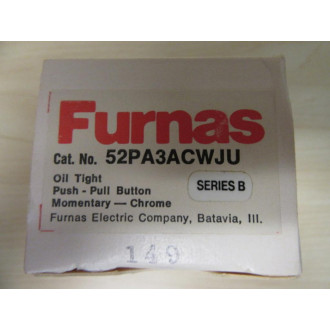 Furnas
Cat. No. 52PA3ACWJU
Oil Tight
Push - Pull Button
Momentary — Chrome
SERIES B
Furnas Electric Company, Batavia, Ill.
149